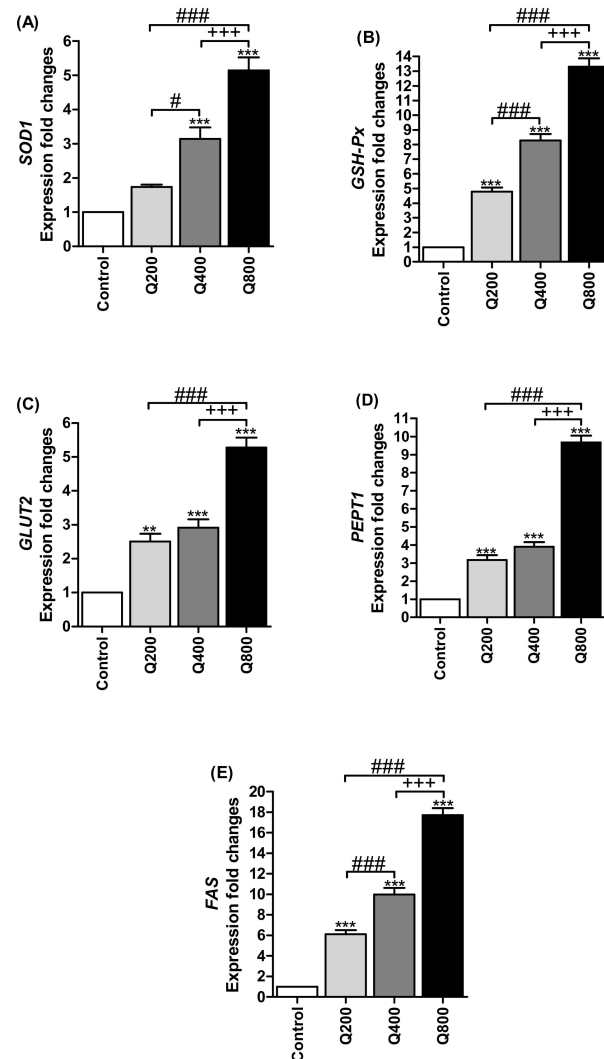 (A)
###
+++
***
#
***
SOD1
Expression fold changes
6
5
4
3
2
1
0
Control
Q200
Q400
Q800
(B)
###
+++
***
###
***
***
GSH-Px
Expression fold changes
14
13
12
11
10
9
8
7
6
5
4
3
2
1
0
Control
Q200
Q400
Q800
(C)
###
+++
***
**
***
GLUT2
Expression fold changes
6
5
4
3
2
1
0
Control
Q200
Q400
Q800
(D)
###
+++
***
***
***
PEPT1
Expression fold changes
11
10
9
8
7
6
5
4
3
2
1
0
Control
Q200
Q400
Q800
(E)
###
+++
***
###
***
***
FAS
Expression fold changes
20
18
16
14
12
10
8
6
4
2
0
Control
Q200
Q400
Q800